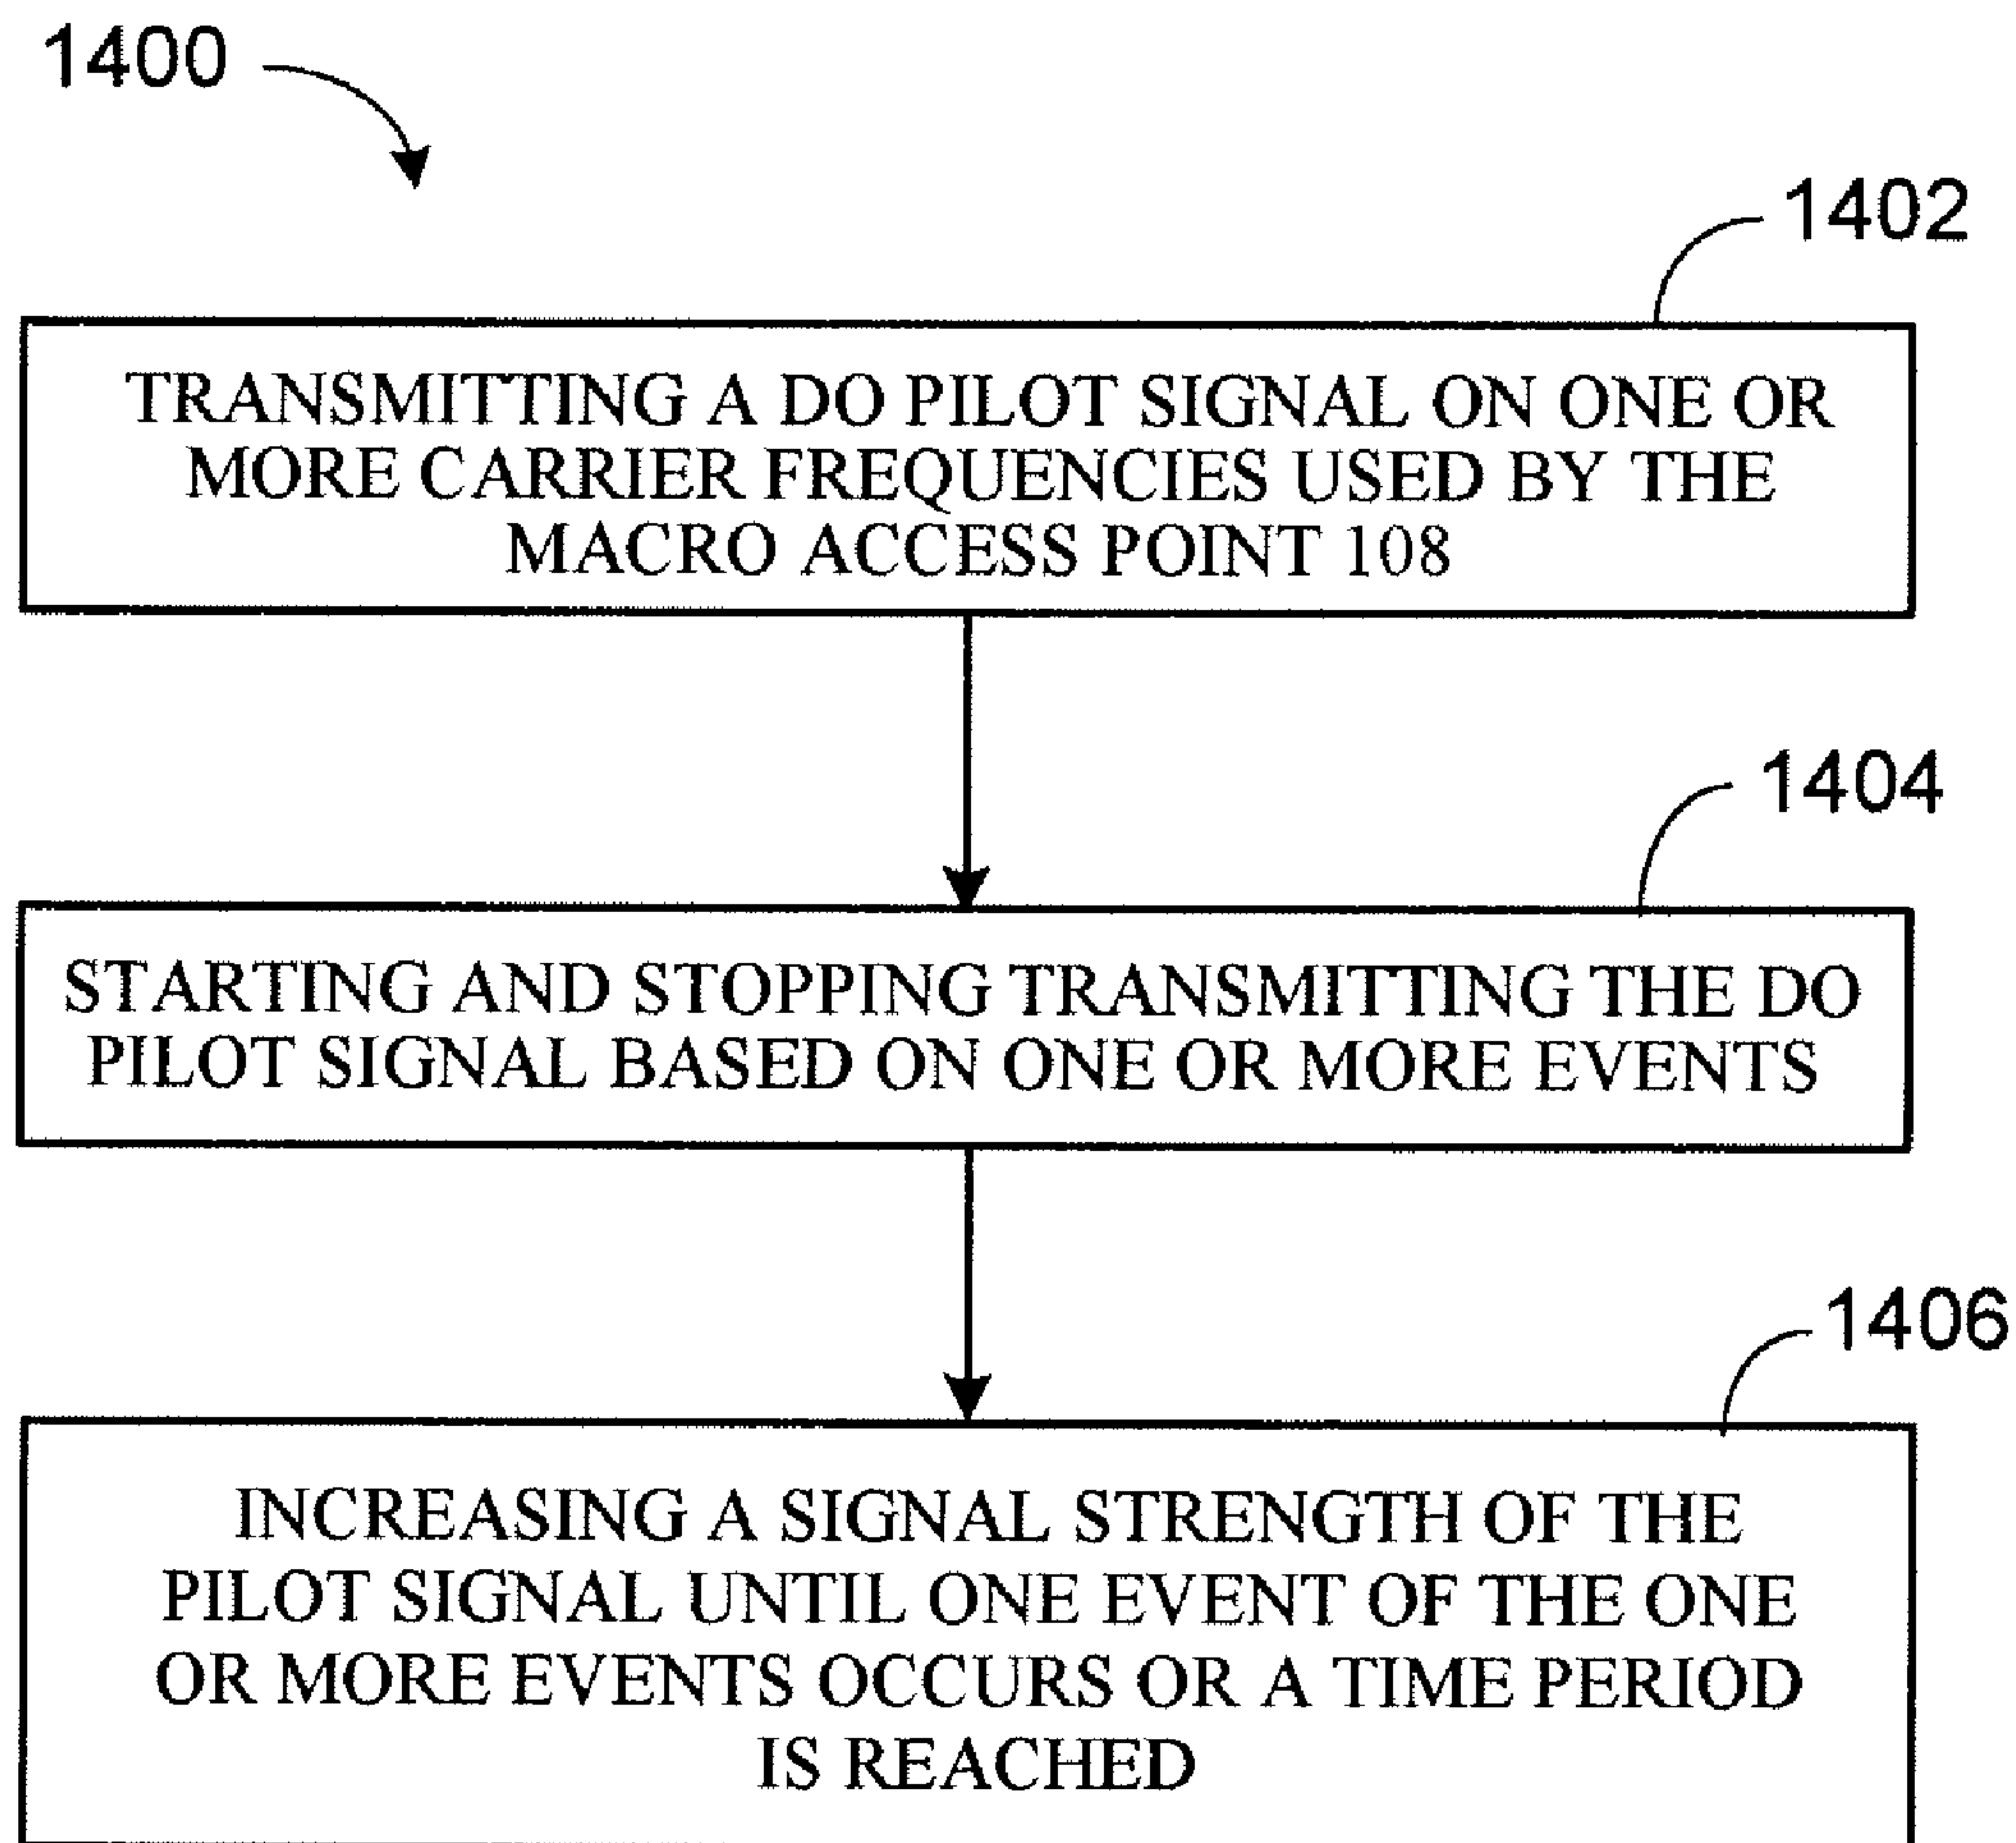 1400
1402
TRANSMITTING A DO PILOT SIGNAL ON ONE OR
MORE CARRIER FREQUENCIES USED BY THE
MACRO ACCESS POINT 108
1404
STARTING AND STOPPING TRANSMITTING THE DO
PILOT SIGNAL BASED ON ONE OR MORE EVENTS
1406
INCREASING A SIGNAL STRENGTH OF THE
PILOT SIGNAL UNTIL ONE EVENT OF THE ONE
OR MORE EVENTS OCCURS OR A TIME PERIOD
IS REACHED